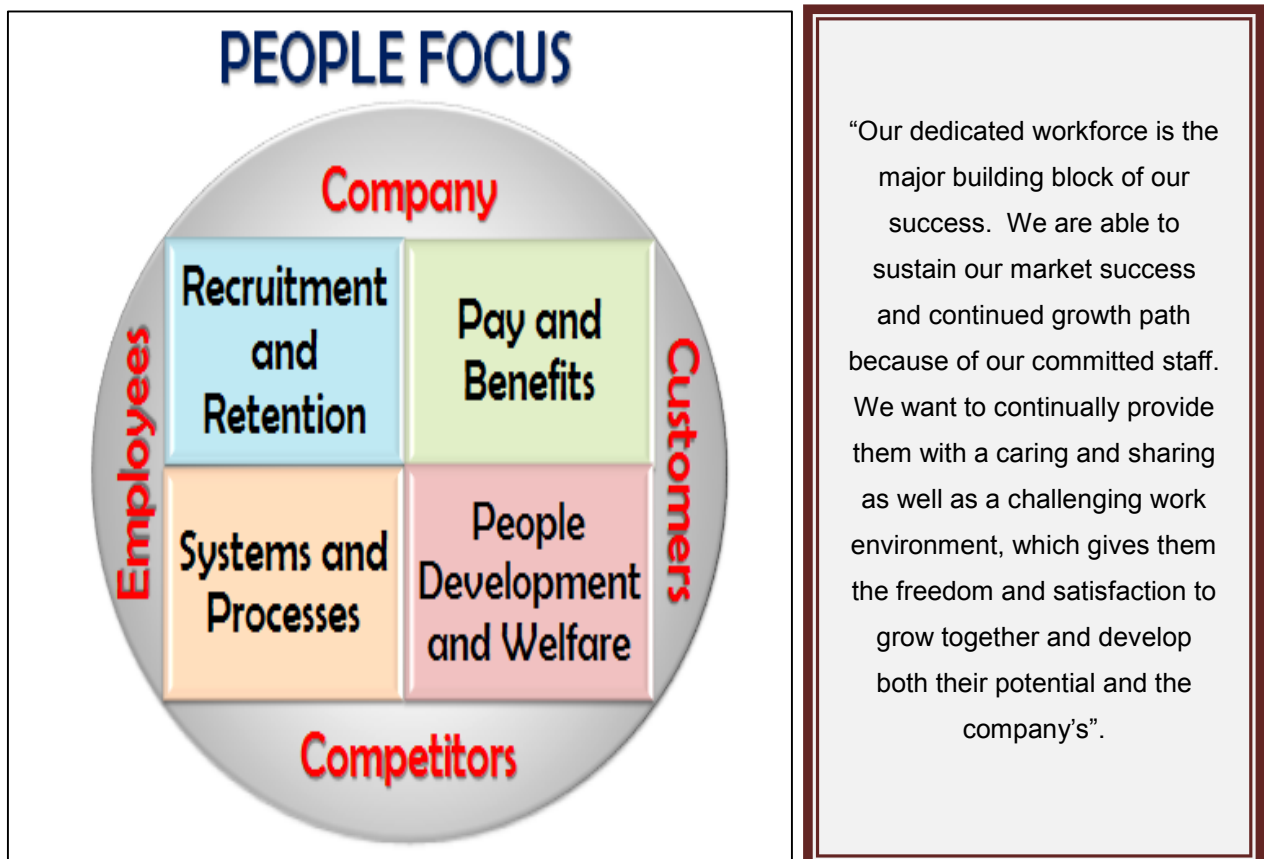 PEOPLE FOCUS
Company
Employees
Recruitment
and
Retention
Pay and
Benefits
Customers
Systems and
Processes
People
Development
and Welfare
Competitors
“Our dedicated workforce is the
major building block of our
success.  We are able to
sustain our market success
and continued growth path
because of our committed staff.
We want to continually provide
them with a caring and sharing
as well as a challenging work
environment, which gives them
the freedom and satisfaction to
grow together and develop
both their potential and the
company’s”.